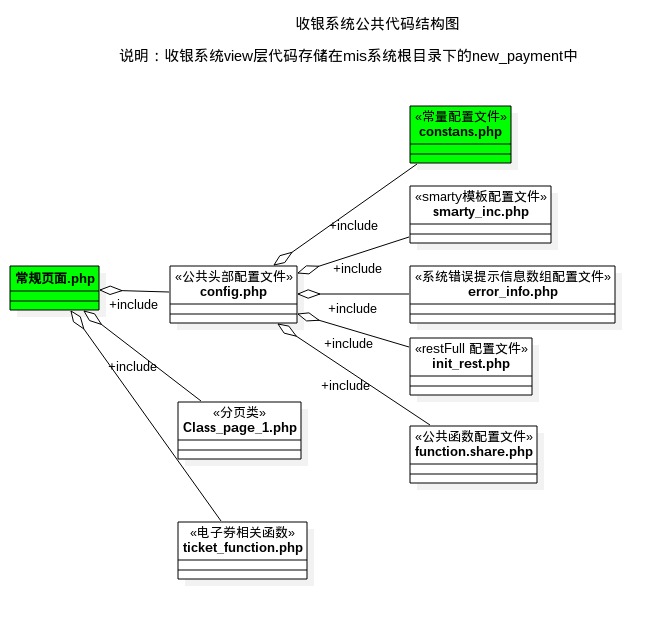 收银系统公共代码结构图
说明：收银系统view层代码存储在mis系统根目录下的new_payment中
«常量配置文件»
constans.php
«smarty模板配置文件»
smarty_inc.php
+include
+include
常规页面.php
«公共头部配置文件»
config.php
«系统错误提示信息数组配置文件»
error_info.php
+include
+include
+include
«restFull 配置文件»
init_rest.php
+include
+include
«分页类»
Class_page_1.php
«公共函数配置文件»
function.share.php
«电子券相关函数»
ticket_function.php